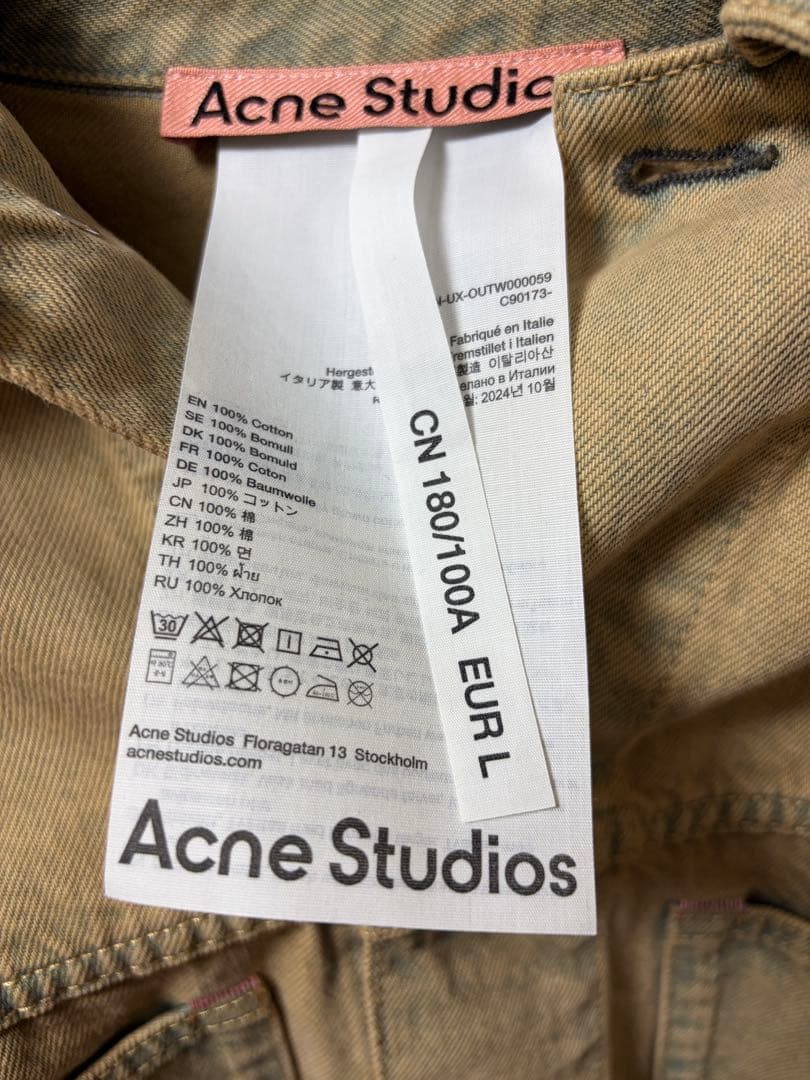 Acne Studio
-UX-OUTW000059
C90173-
Fabriqué en Italie
remstillet i Italien
製造 이탈리아산
елано в Италии
월: 2024년 10월
Hergest
イタリア製 意大
EN 100% Cotton
SE 100% Bomull
DK 100% Bomuld
FR 100% Coton
DE 100% Baumwolle
JP 100% コットン
CN 100% 棉
ZH 100% 棉
KR 100% 면
TH 100% ฝ้าย
RU 100% Хлопок
30
CN 180/100A EUR L
Acne Studios Floragatan 13 Stockholm
acnestudios.com
Acne Studios